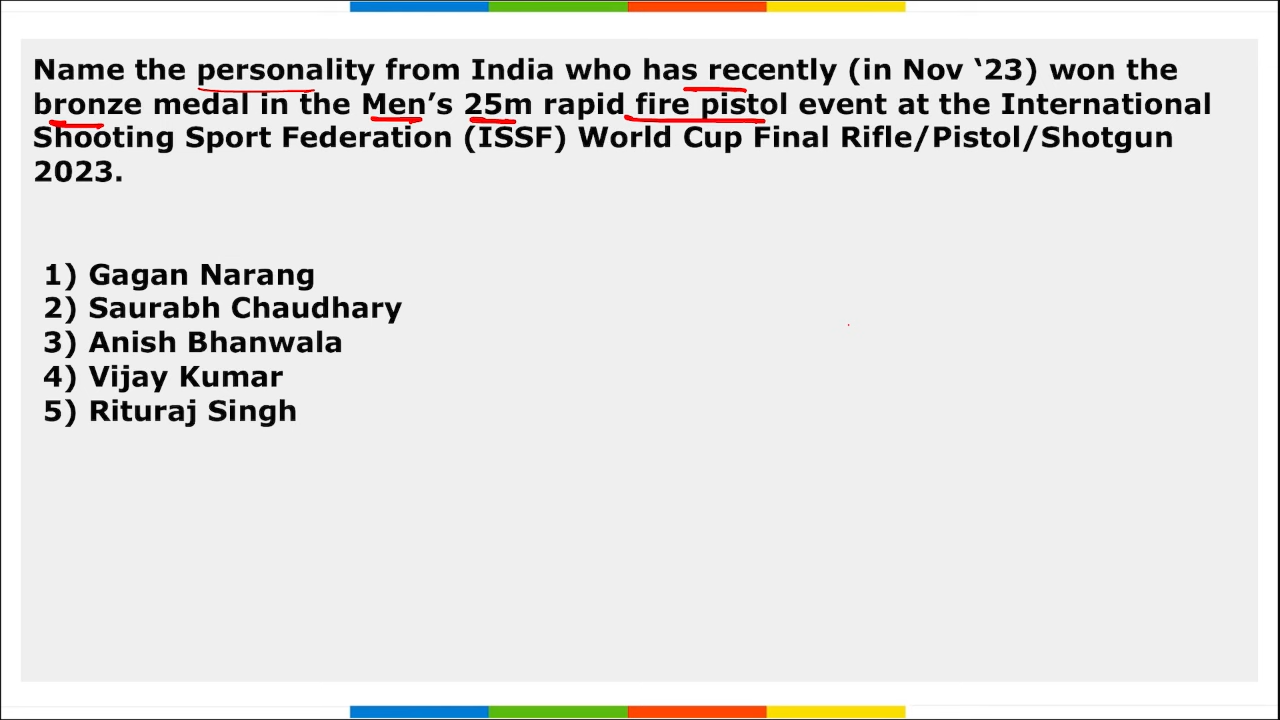 Name the personality from India who has recently (in Nov ‘23) won the
bronze medal in the Men’s 25m rapid fire pistol event at the International
Shooting Sport Federation (ISSF) World Cup Final Rifle/Pistol/Shotgun
2023.
1) Gagan Narang
2) Saurabh Chaudhary
3) Anish Bhanwala
4) Vijay Kumar
5) Rituraj Singh